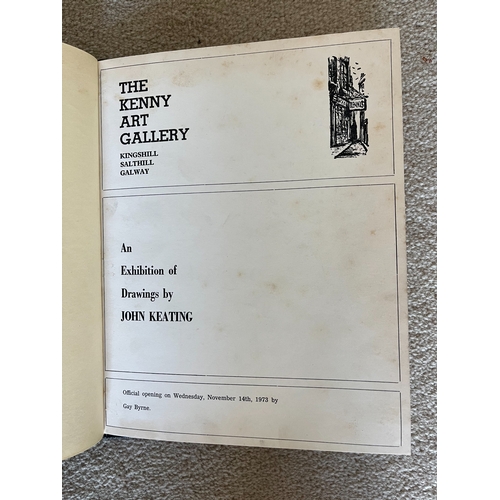 THE
KENNY
ART
GALLERY
KINGSHILL
SALTHILL
GALWAY
An
Exhibition of
Drawings by
JOHN KEATING
Official opening on Wednesday, November 14th, 1973 by
Gay Byrne.